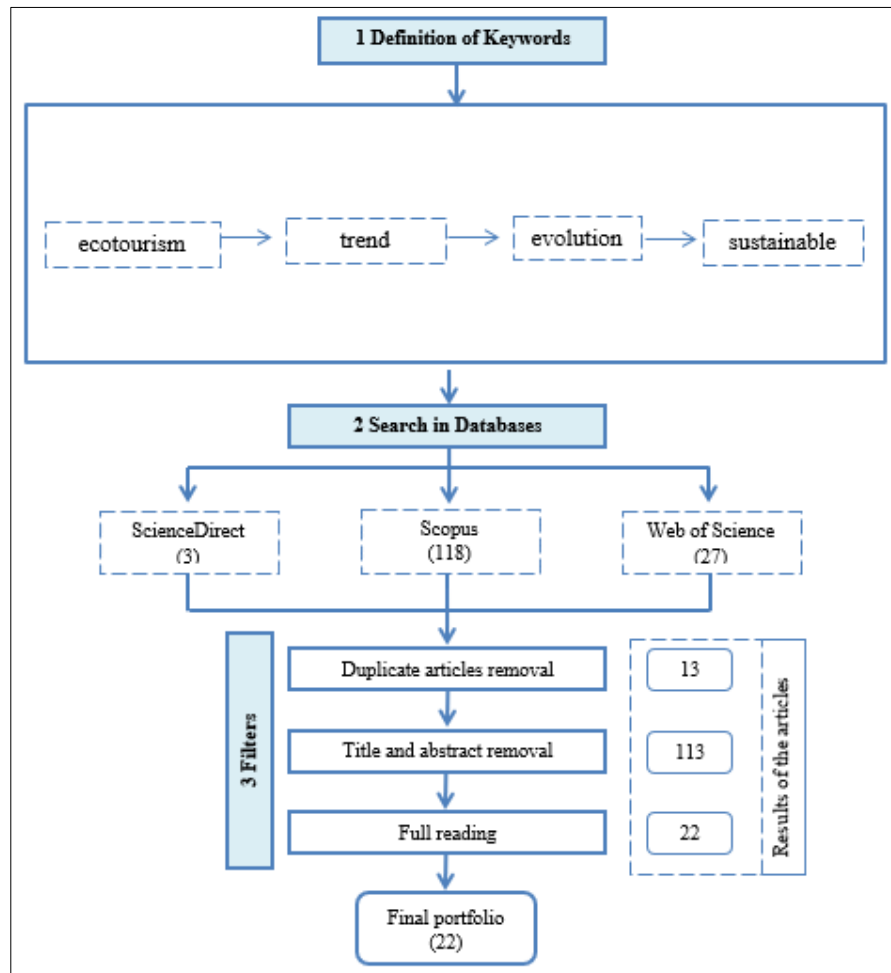 1 Definition of Keywords
ecotourism
trend
evolution
sustainable
2 Search in Databases
ScienceDirect
(3)
Scopus
(118)
Web of Science
(27)
3 Filters
Duplicate articles removal
13
Title and abstract removal
113
Full reading
22
Results of the articles
Final portfolio
(22)